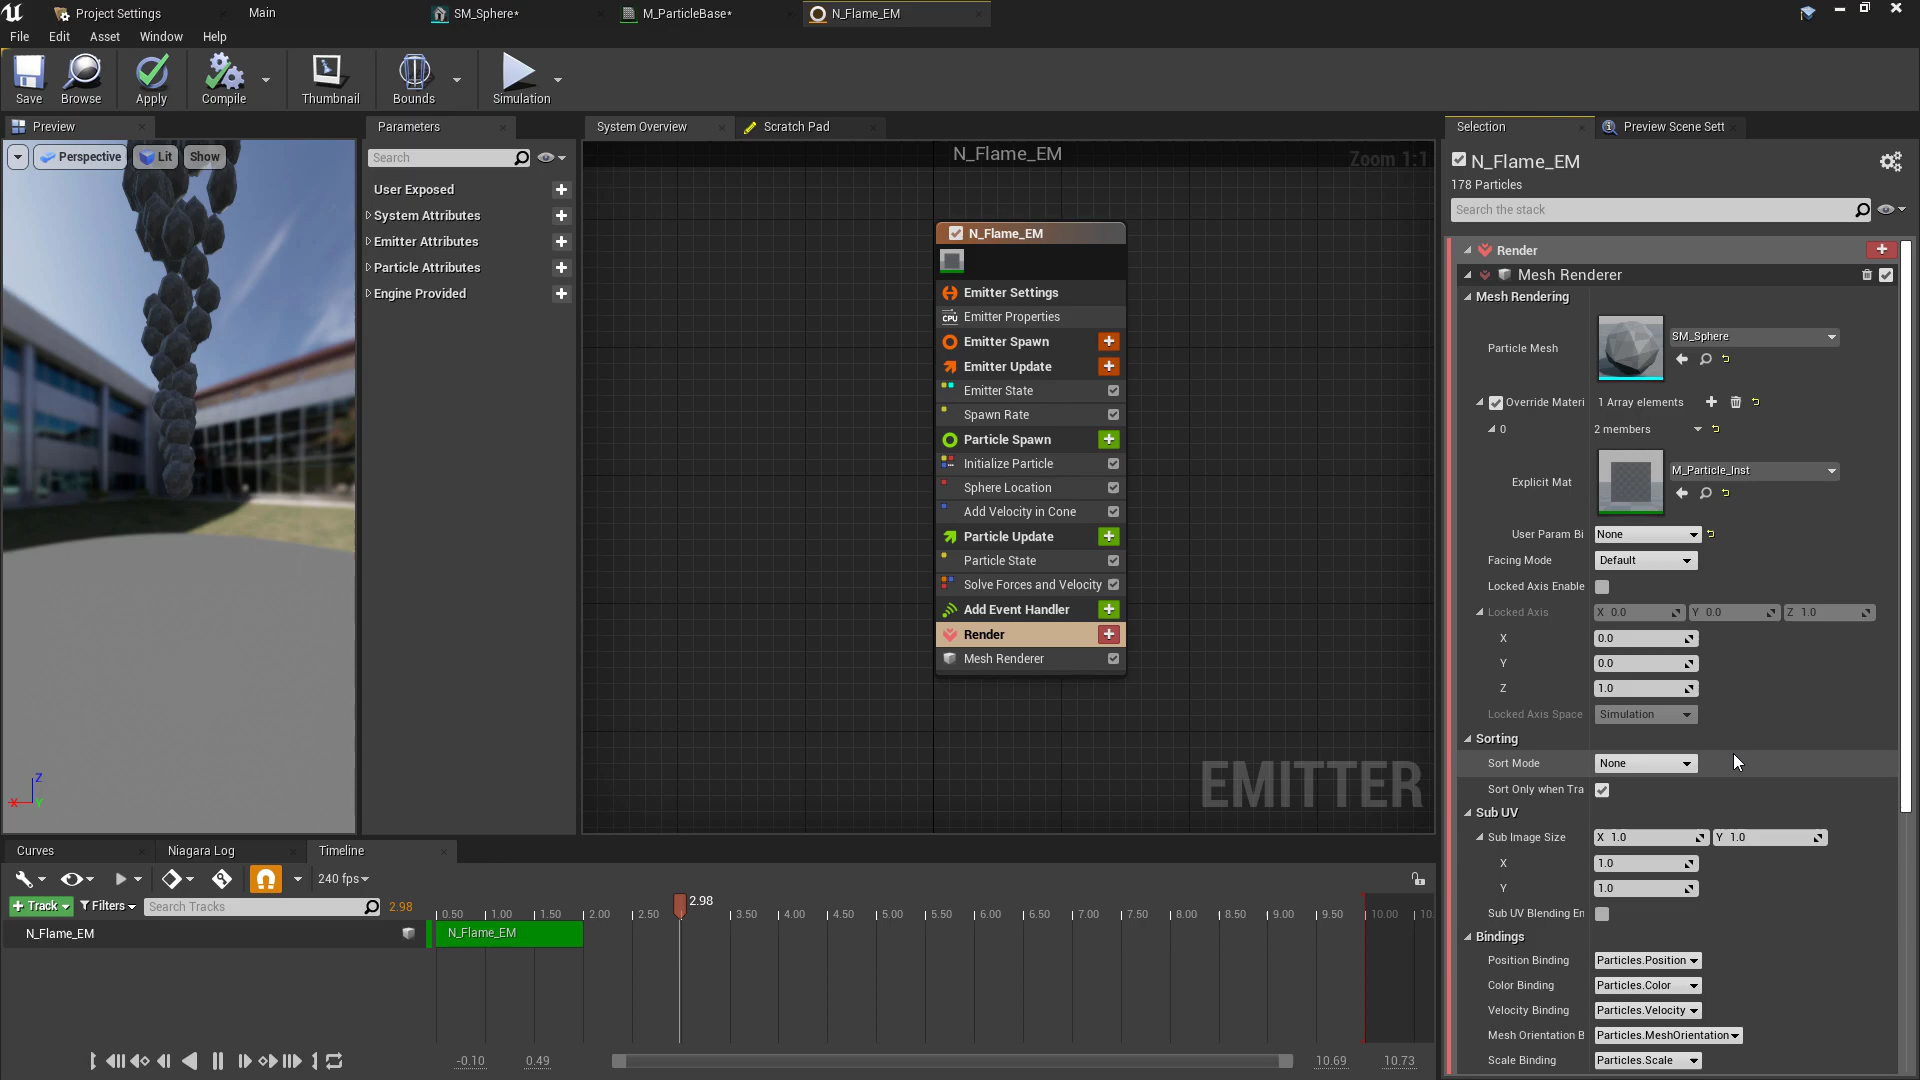 Project Settings
Main
SM_Sphere*
M_ParticleBase*
N_Flame_EM
File
Edit
Asset
Window
Help
Save
Browse
Apply
Compile
Thumbnail
Bounds
Simulation
Preview
Parameters
System Overview
Scratch Pad
Selection
Preview Scene Sett
Perspective
Lit
Show
Search
User Exposed
System Attributes
Emitter Attributes
Particle Attributes
Engine Provided
N_Flame_EM
Zoom 1:1
N_Flame_EM
Emitter Settings
CPU
Emitter Properties
Emitter Spawn
Emitter Update
Emitter State
Spawn Rate
Particle Spawn
Initialize Particle
Sphere Location
Add Velocity in Cone
Particle Update
Particle State
Solve Forces and Velocity
Add Event Handler
Render
Mesh Renderer
EMITTER
N_Flame_EM
178 Particles
Search the stack
Render
Mesh Renderer
Mesh Rendering
Particle Mesh
SM_Sphere
Override Materi
1 Array elements
0
2 members
Explicit Mat
M_Particle_Inst
User Param Bi
None
Facing Mode
Default
Locked Axis Enable
Locked Axis
X 0.0
Y 0.0
Z 1.0
X
0.0
Y
0.0
Z
1.0
Locked Axis Space
Simulation
Sorting
Sort Mode
None
Sort Only when Tra
Sub UV
Sub Image Size
X 1.0
Y 1.0
X
1.0
Y
1.0
Sub UV Blending En
Bindings
Position Binding
Particles.Position
Color Binding
Particles.Color
Velocity Binding
Particles.Velocity
Mesh Orientation B
Particles.MeshOrientation
Scale Binding
Particles.Scale
Z
X
Y
Curves
Niagara Log
Timeline
240 fps
Track
Filters
Search Tracks
2.98
2.98
0.50
1.00
1.50
2.00
2.50
3.50
4.00
4.50
5.00
5.50
6.00
6.50
7.00
7.50
8.00
8.50
9.00
9.50
10.00
10.
N_Flame_EM
N_Flame_EM
-0.10
0.49
10.69
10.73